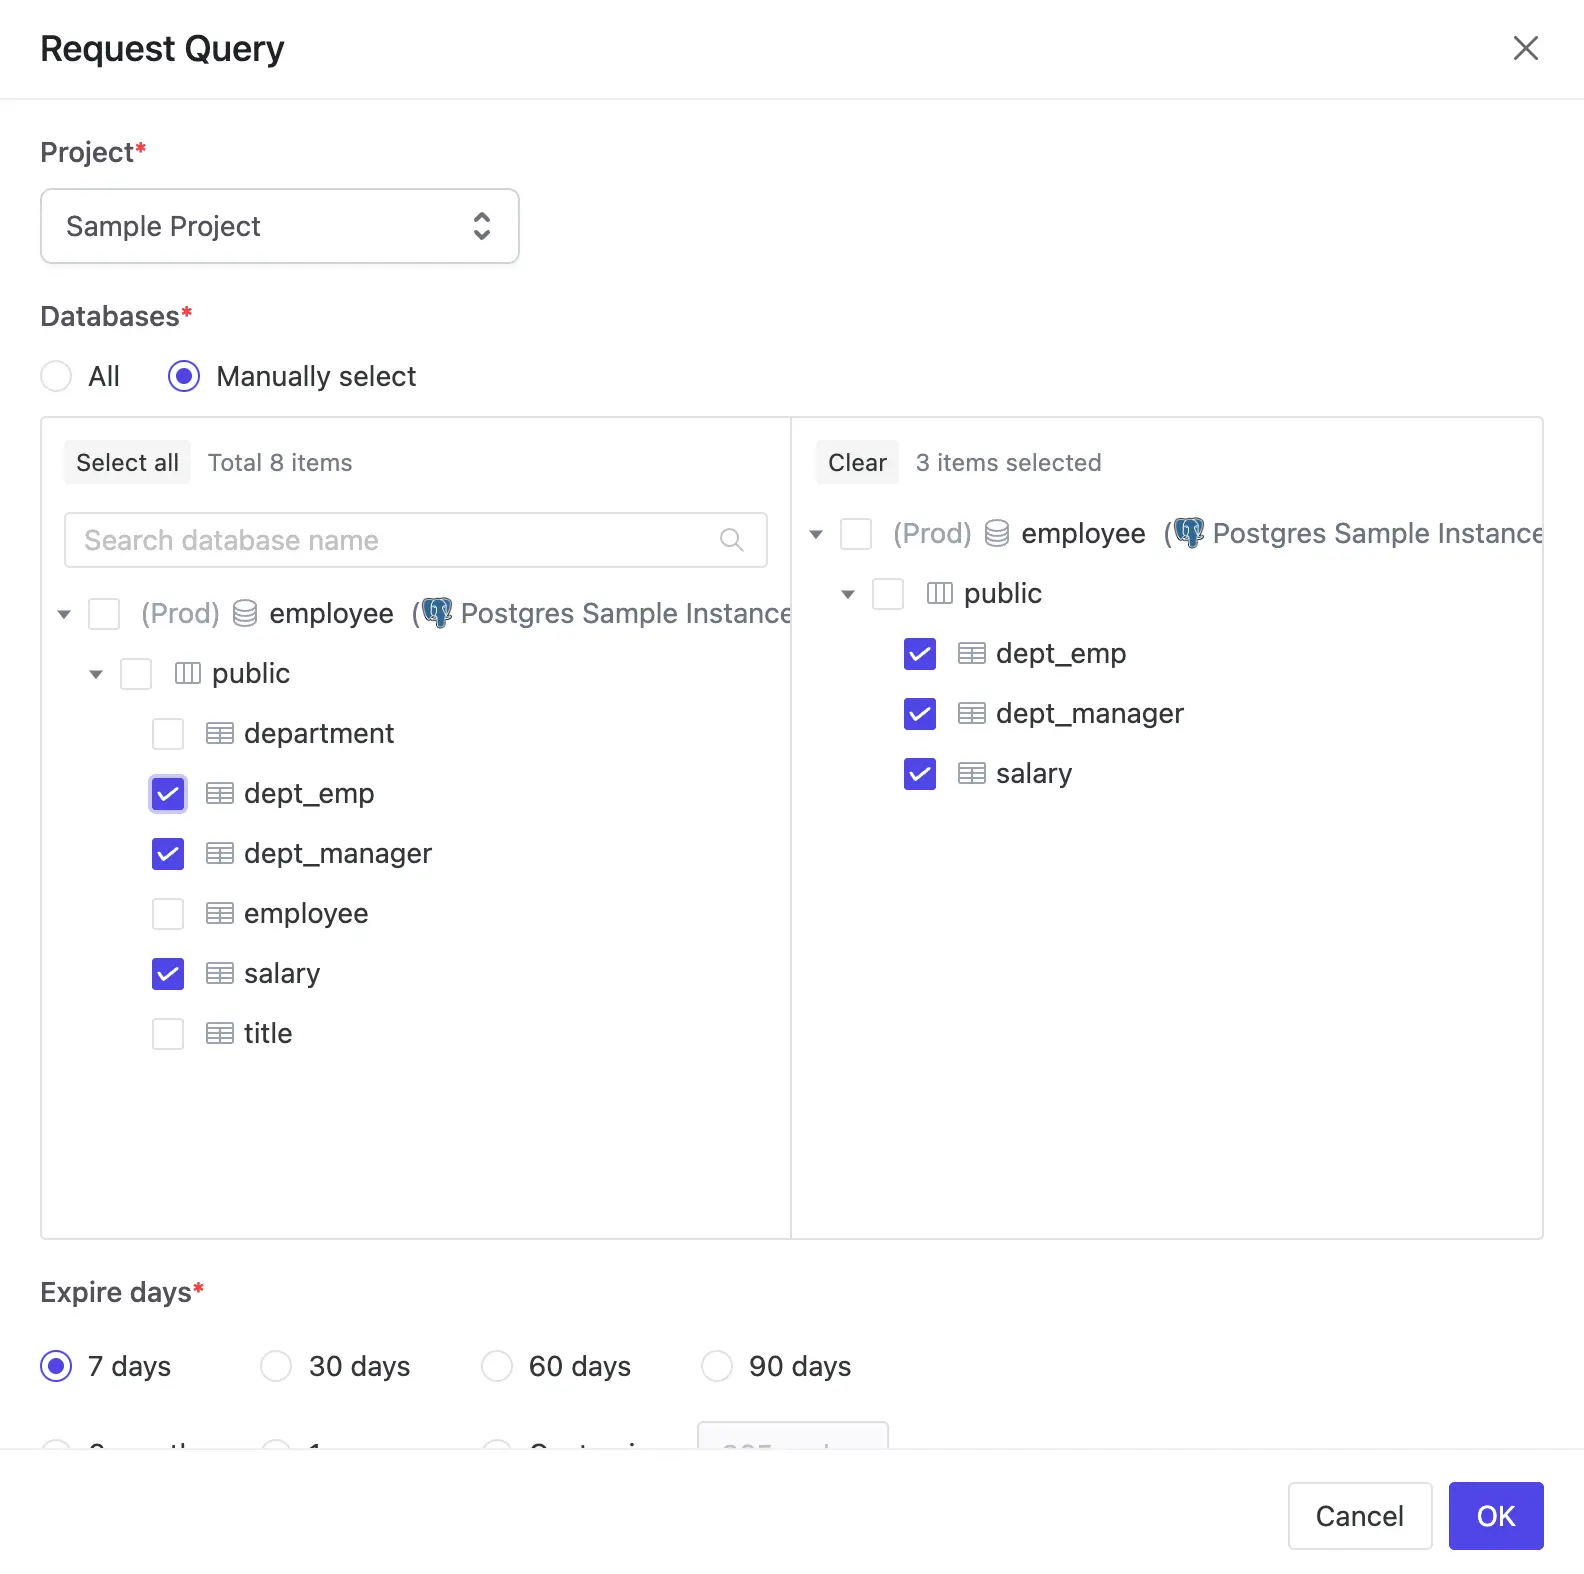 Request Query
Project*
Sample Project
Databases*
All
Manually select
Select all Total 8 items
Search database name
(Prod) employee (Postgres Sample Instance
public
department
dept_emp
dept_manager
employee
salary
title
Clear 3 items selected
(Prod) employee (Postgres Sample Instance
public
dept_emp
dept_manager
salary
Expire days*
7 days
30 days
60 days
90 days
Cancel
OK